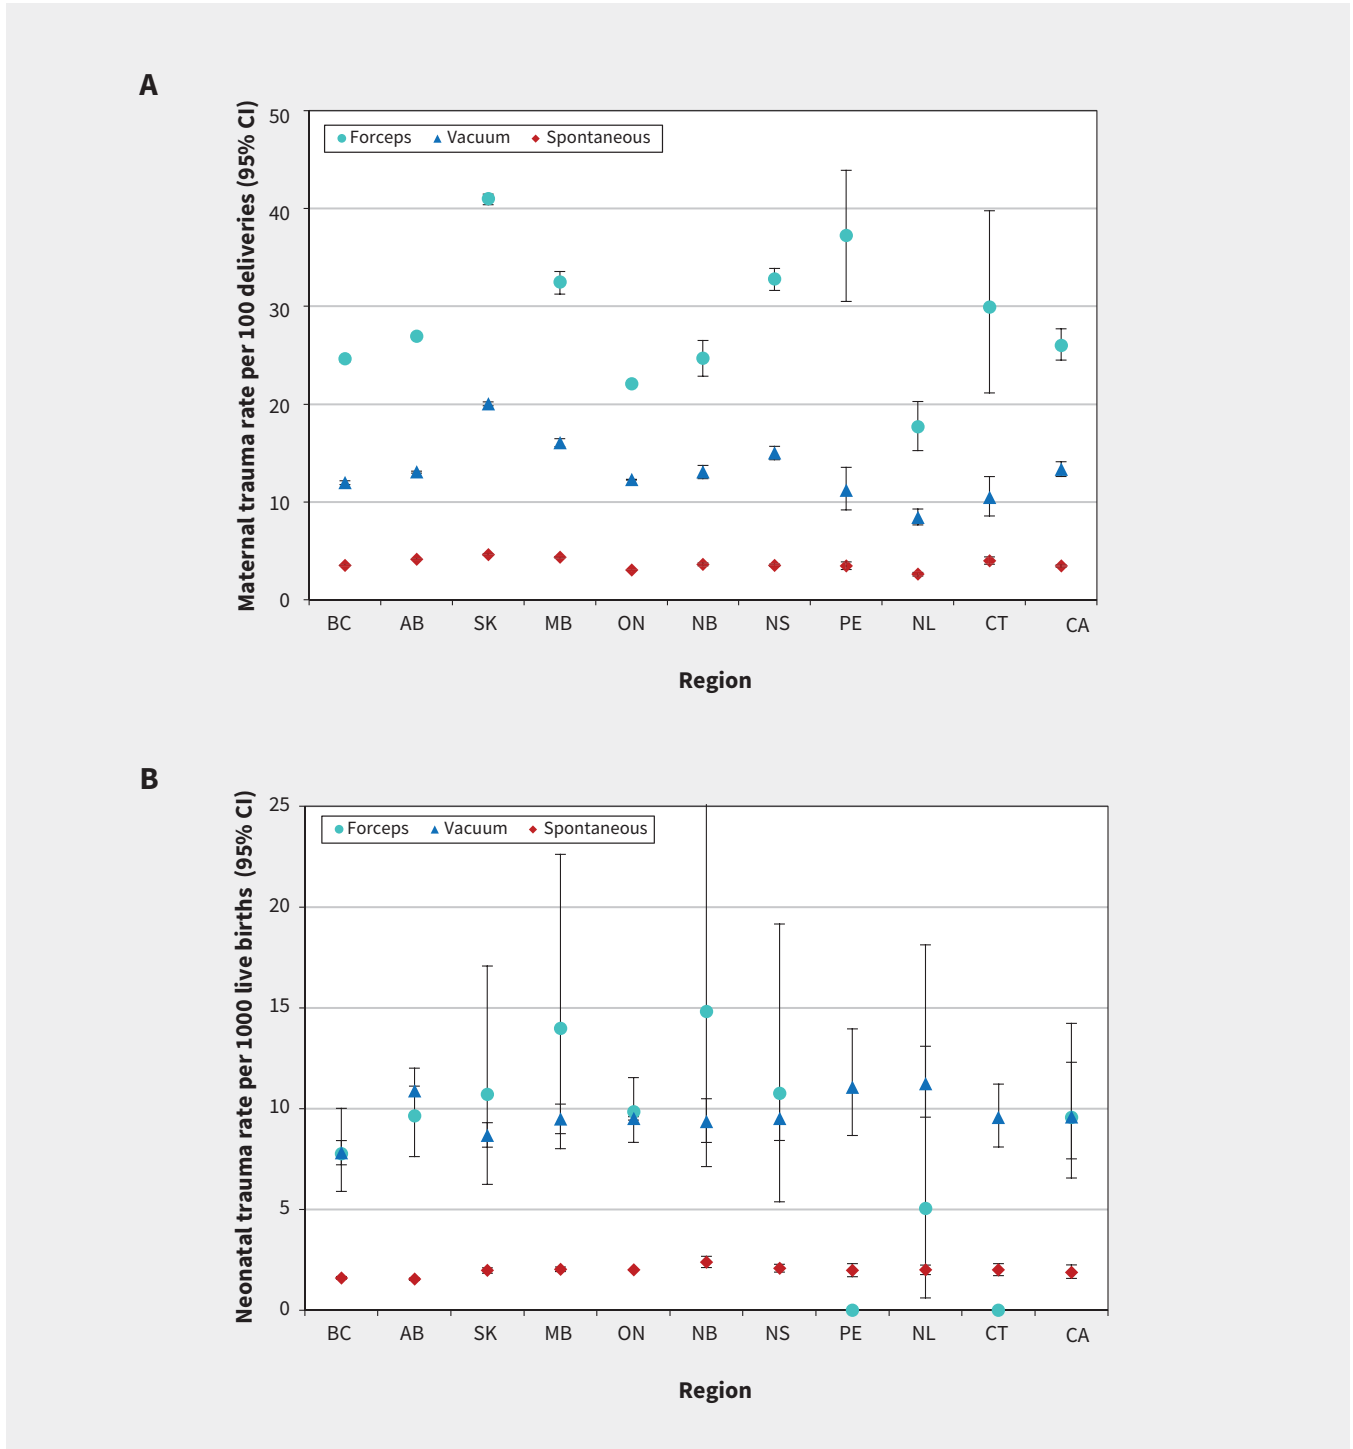 A
Maternal trauma rate per 100 deliveries (95% CI)
50
40
30
20
10
0
Forceps Vacuum Spontaneous
BC AB SK MB ON NB NS PE NL CT CA
Region
B
Neonatal trauma rate per 1000 live births (95% CI)
25
20
15
10
5
0
Forceps Vacuum Spontaneous
BC AB SK MB ON NB NS PE NL CT CA
Region